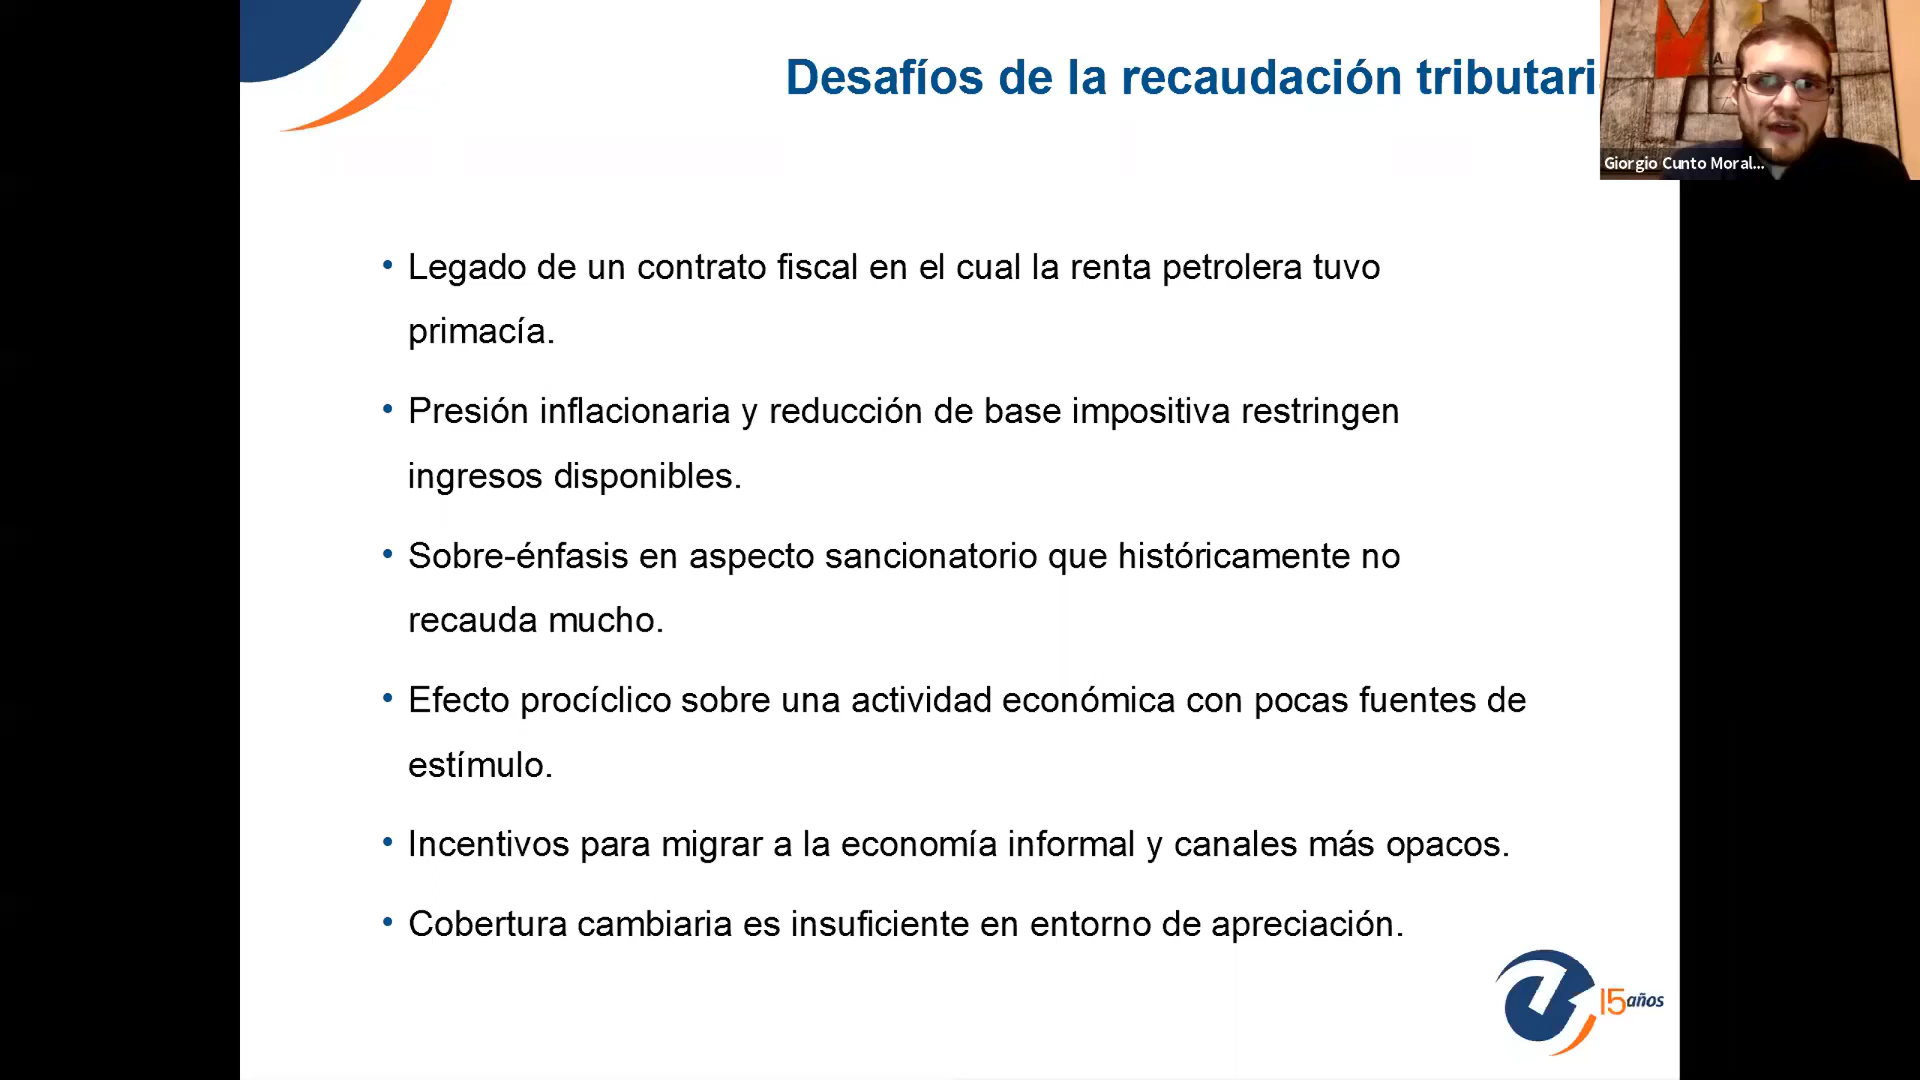 Desafíos de la recaudación tributari
Giorgio Cunto Moral...
• Legado de un contrato fiscal en el cual la renta petrolera tuvo
primacía.
• Presión inflacionaria y reducción de base impositiva restringen
ingresos disponibles.
• Sobre-énfasis en aspecto sancionatorio que históricamente no
recauda mucho.
• Efecto procíclico sobre una actividad económica con pocas fuentes de
estímulo.
• Incentivos para migrar a la economía informal y canales más opacos.
• Cobertura cambiaria es insuficiente en entorno de apreciación.
15 años